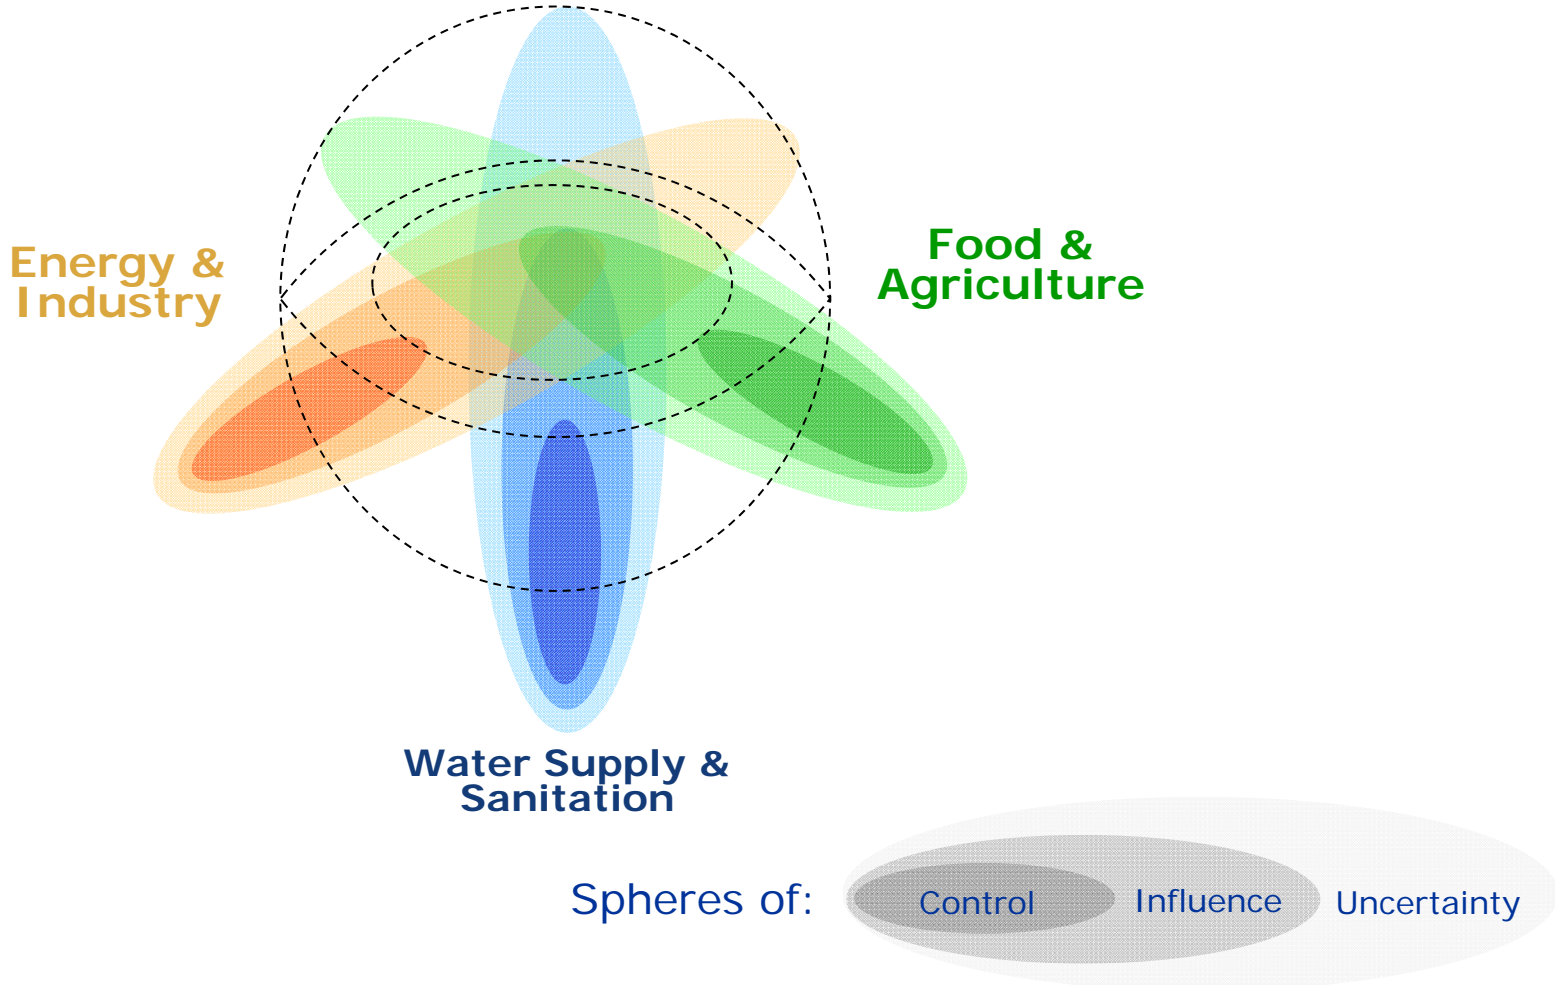 Energy &
Industry
Food &
Agriculture
Water Supply &
Sanitation
Spheres of:
Control
Influence
Uncertainty